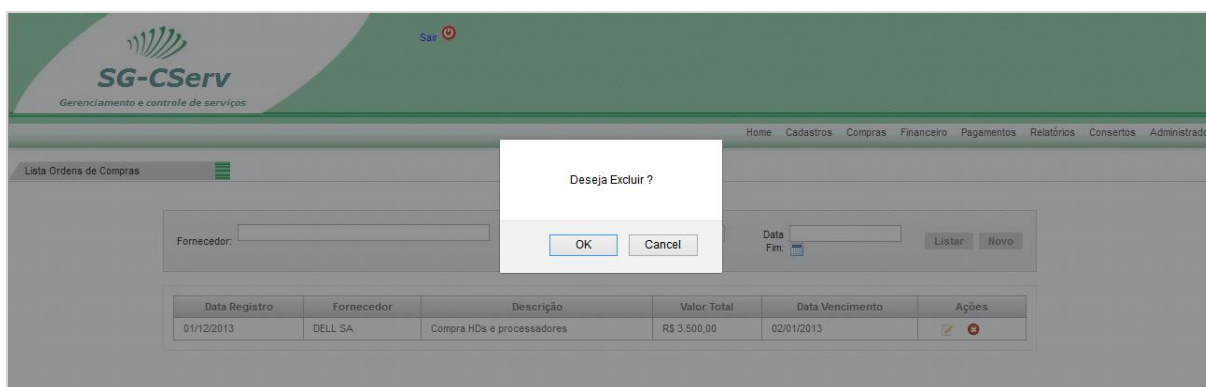 Sair
SG-CServ
Gerenciamento e controle de serviços
Home Cadastros Compras Financeiro Pagamentos Relatórios Consertos Administrado
Lista Ordens de Compras
Deseja Excluir ?
OK Cancel
Fornecedor:
Data
Fim:
Listar Novo
Data Registro Fornecedor Descrição Valor Total Data Vencimento Ações
01/12/2013 DELL SA Compra HDs e processadores R$ 3.500,00 02/01/2013